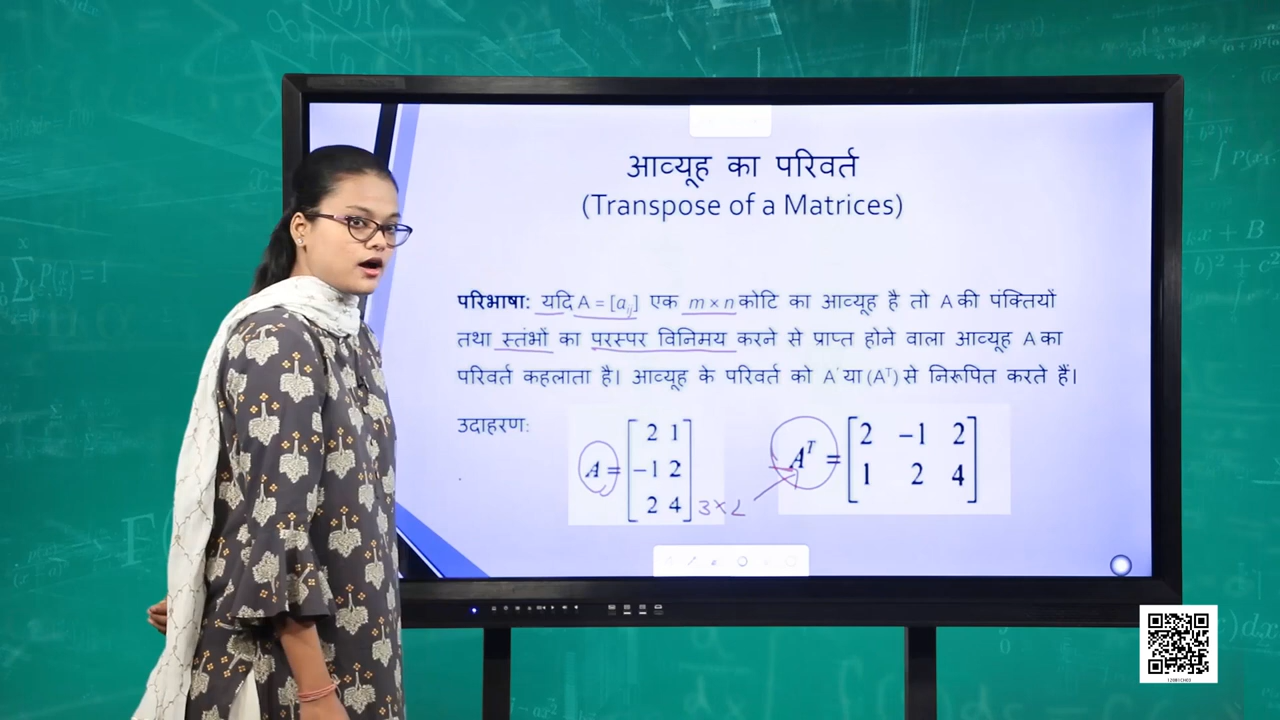 आव्यूह का परिवर्त
(Transpose of a Matrices)
परिभाषा: यदि A = [aᵢⱼ] एक m × n कोटि का आव्यूह है तो A की पंक्तियों
तथा स्तंभों का परस्पर विनिमय करने से प्राप्त होने वाला आव्यूह A का
परिवर्त कहलाता है। आव्यूह के परिवर्त को A' या (Aᵀ) से निरूपित करते हैं।
उदाहरण:
A = [2 1
-1 2
2 4] 3×2
Aᵀ = [2 -1 2
1 2 4]